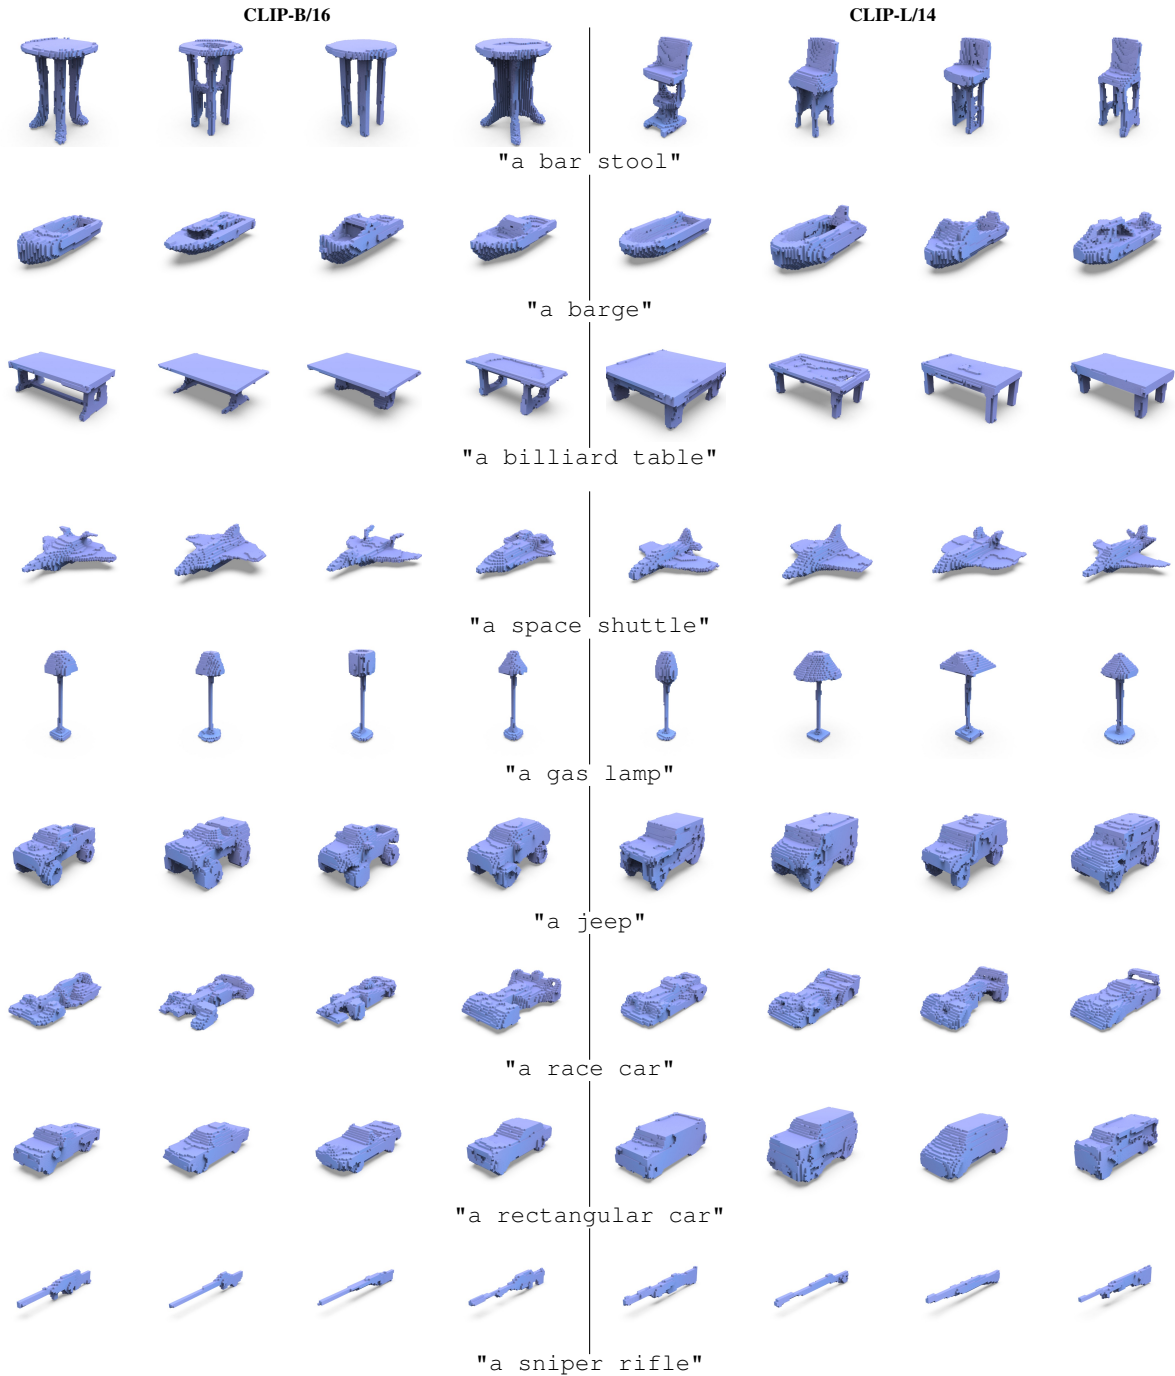 CLIP-B/16 CLIP-L/14
"a bar stool"
"a barge"
"a billiard table"
"a space shuttle"
"a gas lamp"
"a jeep"
"a race car"
"a rectangular car"
"a sniper rifle"